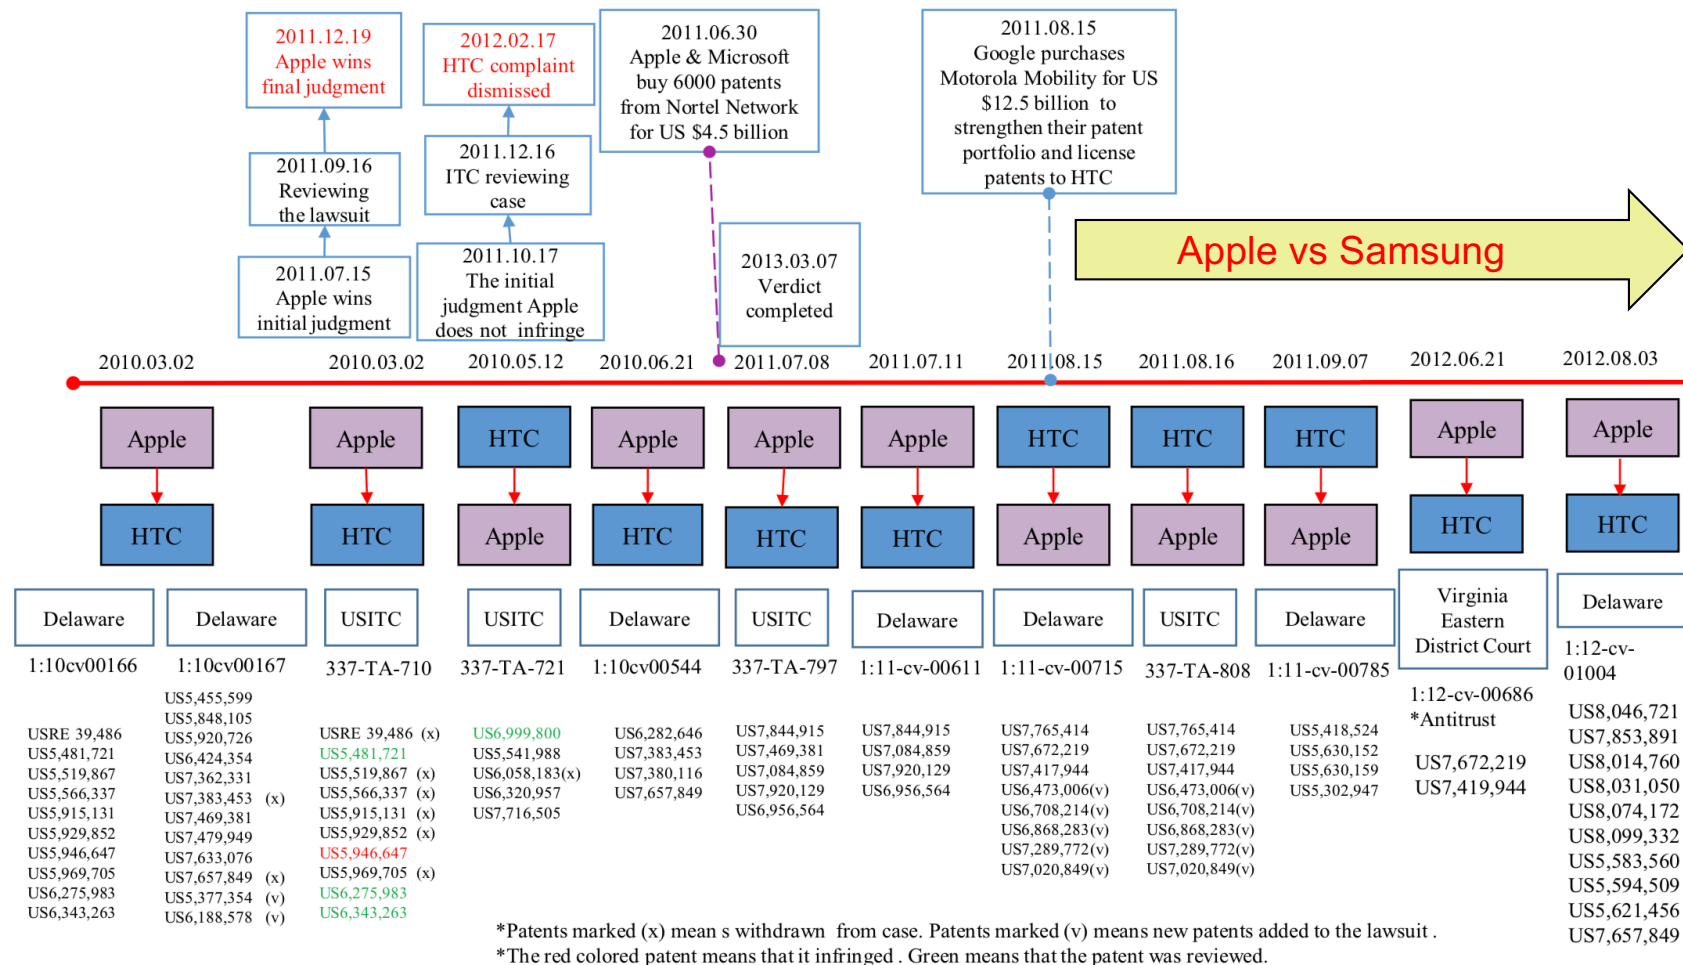 2011.12.19
Apple wins
final judgment
2011.09.16
Reviewing
the lawsuit
2011.07.15
Apple wins
initial judgment
2012.02.17
HTC complaint
dismissed
2011.12.16
ITC reviewing
case
2011.10.17
The initial
judgment Apple
does not infringe
2011.06.30
Apple & Microsoft
buy 6000 patents
from Nortel Network
for US $4.5 billion
2013.03.07
Verdict
completed
2011.08.15
Google purchases
Motorola Mobility for US
$12.5 billion to
strengthen their patent
portfolio and license
patents to HTC
Apple vs Samsung
2010.03.02
2010.03.02
2010.05.12
2010.06.21
2011.07.08
2011.07.11
2011.08.15
2011.08.16
2011.09.07
2012.06.21
2012.08.03
Apple
HTC
Delaware
1:10cv00166
USRE 39,486
US5,481,721
US5,519,867
US5,566,337
US5,915,131
US5,929,852
US5,946,647
US5,969,705
US6,275,983
US6,343,263
Delaware
1:10cv00167
US5,455,599
US5,848,105
US5,920,726
US6,424,354
US7,362,331
US7,383,453 (x)
US7,469,381
US7,479,949
US7,633,076
US7,657,849 (x)
US5,377,354 (v)
US6,188,578 (v)
Apple
HTC
USITC
337-TA-710
USRE 39,486 (x)
US5,481,721
US5,519,867 (x)
US5,566,337 (x)
US5,915,131 (x)
US5,929,852 (x)
US5,946,647
US5,969,705 (x)
US6,275,983
US6,343,263
HTC
Apple
USITC
337-TA-721
US6,999,800
US5,541,988
US6,058,183(x)
US6,320,957
US7,716,505
Apple
HTC
Delaware
1:10cv00544
US6,282,646
US7,383,453
US7,380,116
US7,657,849
Apple
HTC
USITC
337-TA-797
US7,844,915
US7,469,381
US7,084,859
US7,920,129
US6,956,564
Apple
HTC
Delaware
1:11-cv-00611
US7,844,915
US7,084,859
US7,920,129
US6,956,564
HTC
Apple
Delaware
1:11-cv-00715
US7,765,414
US7,672,219
US7,417,944
US6,473,006(v)
US6,708,214(v)
US6,868,283(v)
US7,289,772(v)
US7,020,849(v)
HTC
Apple
USITC
337-TA-808
US7,765,414
US7,672,219
US7,417,944
US6,473,006(v)
US6,708,214(v)
US6,868,283(v)
US7,289,772(v)
US7,020,849(v)
HTC
Apple
Delaware
1:11-cv-00785
US5,418,524
US5,630,152
US5,630,159
US5,302,947
Apple
HTC
Virginia
Eastern
District Court
1:12-cv-00686
*Antitrust
US7,672,219
US7,419,944
Apple
HTC
Delaware
1:12-cv-
01004
US8,046,721
US7,853,891
US8,014,760
US8,031,050
US8,074,172
US8,099,332
US5,583,560
US5,594,509
US5,621,456
US7,657,849
*Patents marked (x) mean s withdrawn from case. Patents marked (v) means new patents added to the lawsuit .
*The red colored patent means that it infringed . Green means that the patent was reviewed.